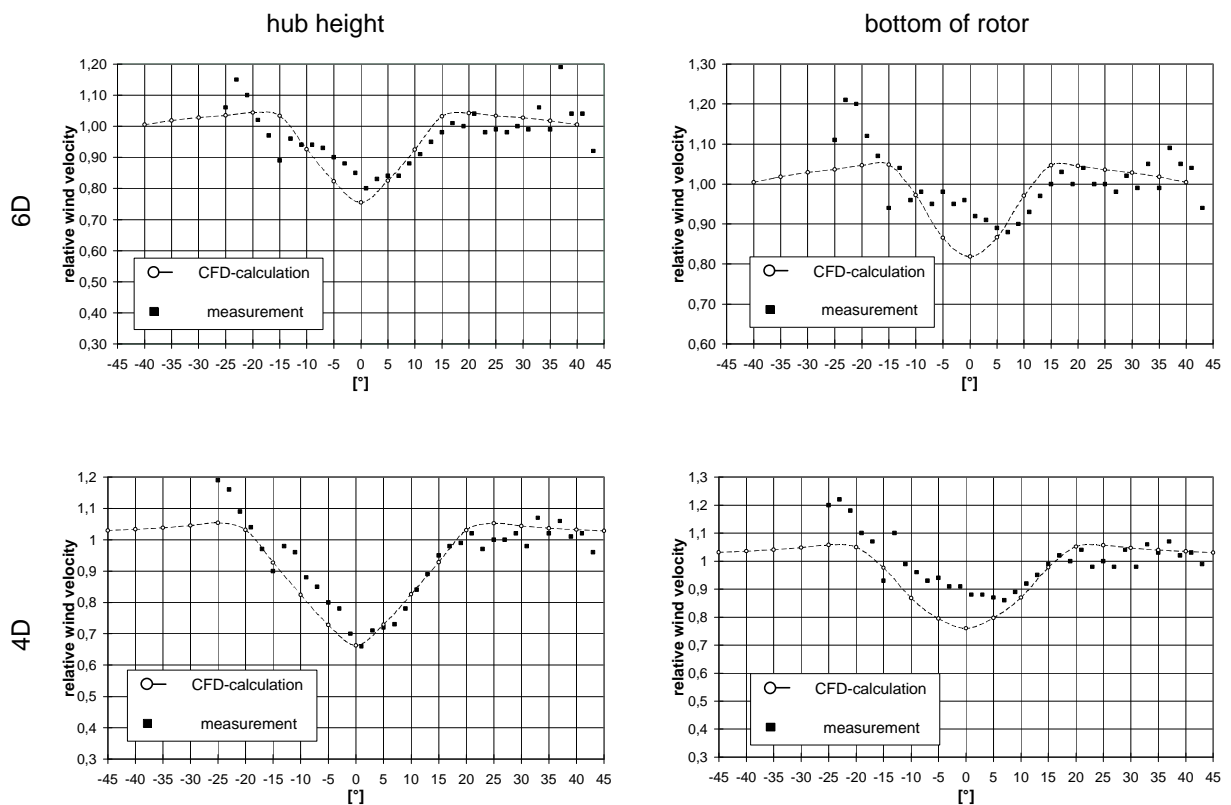 hub height
bottom of rotor
6D
relative wind velocity
1,20
1,10
1,00
0,90
0,80
0,70
0,60
0,50
0,40
0,30
CFD-calculation
measurement
-45 -40 -35 -30 -25 -20 -15 -10 -5 0 5 10 15 20 25 30 35 40 45
[°]
relative wind velocity
1,30
1,20
1,10
1,00
0,90
0,80
0,70
0,60
CFD-calculation
measurement
-45 -40 -35 -30 -25 -20 -15 -10 -5 0 5 10 15 20 25 30 35 40 45
[°]
4D
relative wind velocity
1,2
1,1
1
0,9
0,8
0,7
0,6
0,5
0,4
0,3
CFD-calculation
measurement
-45 -40 -35 -30 -25 -20 -15 -10 -5 0 5 10 15 20 25 30 35 40 45
[°]
relative wind velocity
1,3
1,2
1,1
1
0,9
0,8
0,7
0,6
0,5
0,4
0,3
CFD-calculation
measurement
-45 -40 -35 -30 -25 -20 -15 -10 -5 0 5 10 15 20 25 30 35 40 45
[°]